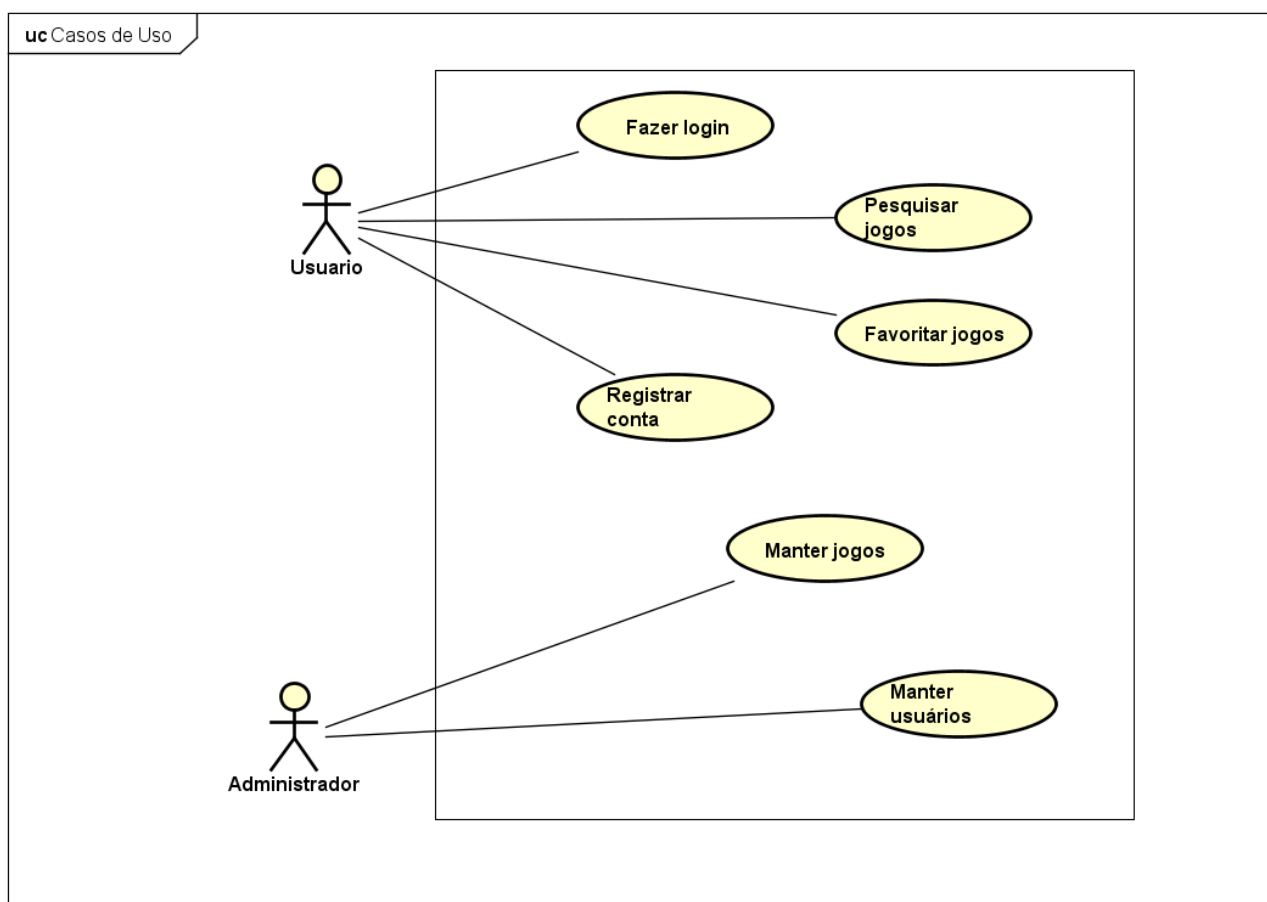 uc Casos de Uso
Fazer login
Pesquisar
jogos
Usuario
Favoritar jogos
Registrar
conta
Manter jogos
Manter
usuários
Administrador